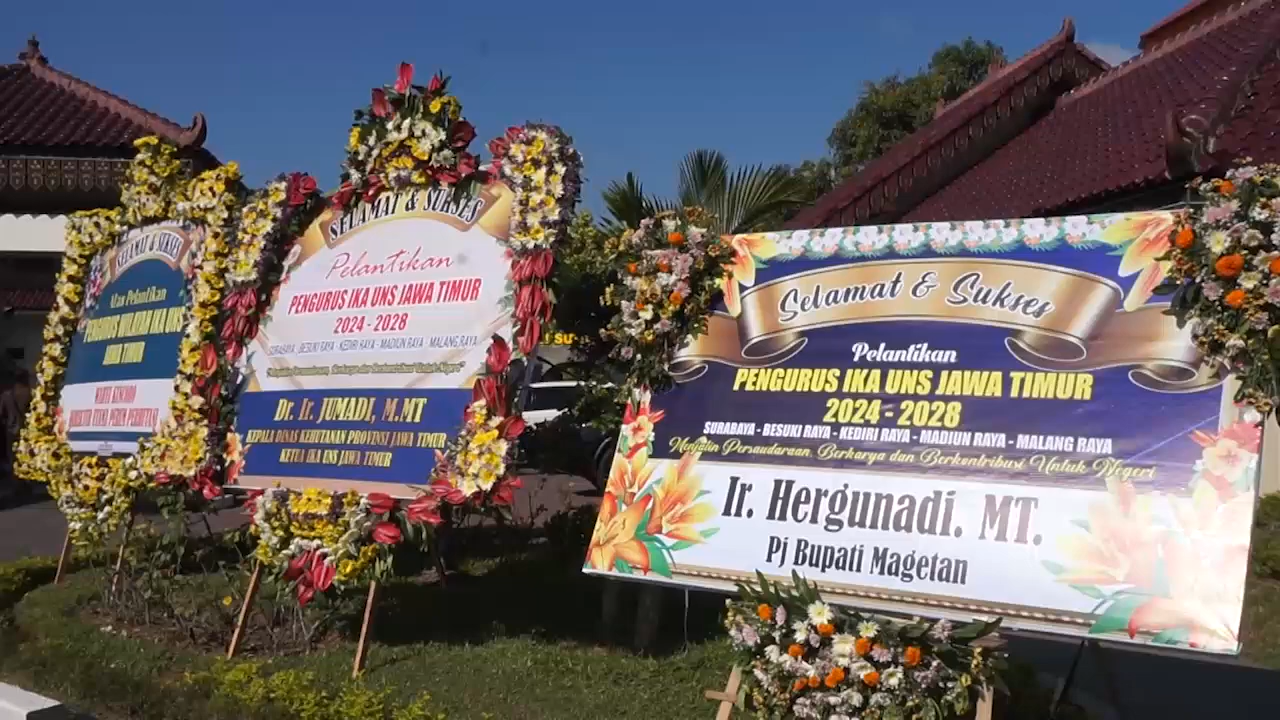 SELAMAT & SUKSES
Atas Pelantikan
PENGURUS WILAYAH IKA UNS
JAWA TIMUR
SELAMAT & SUKSES
Pelantikan
PENGURUS IKA UNS JAWA TIMUR
2024 - 2028
SURABAYA - BESUKI RAYA - KEDIRI RAYA - MADIUN RAYA - MALANG RAYA
Dr. Ir. JUMADI, M.MT
KEPALA DINAS KEHUTANAN PROVINSI JAWA TIMUR
KETUA IKA UNS JAWA TIMUR
Selamat & Sukses
Pelantikan
PENGURUS IKA UNS JAWA TIMUR
2024 - 2028
SURABAYA - BESUKI RAYA - KEDIRI RAYA - MADIUN RAYA - MALANG RAYA
Menjalin Persaudaraan, Berkarya dan Berkontribusi Untuk Negeri
Ir. Hergunadi. MT.
Pj Bupati Magetan